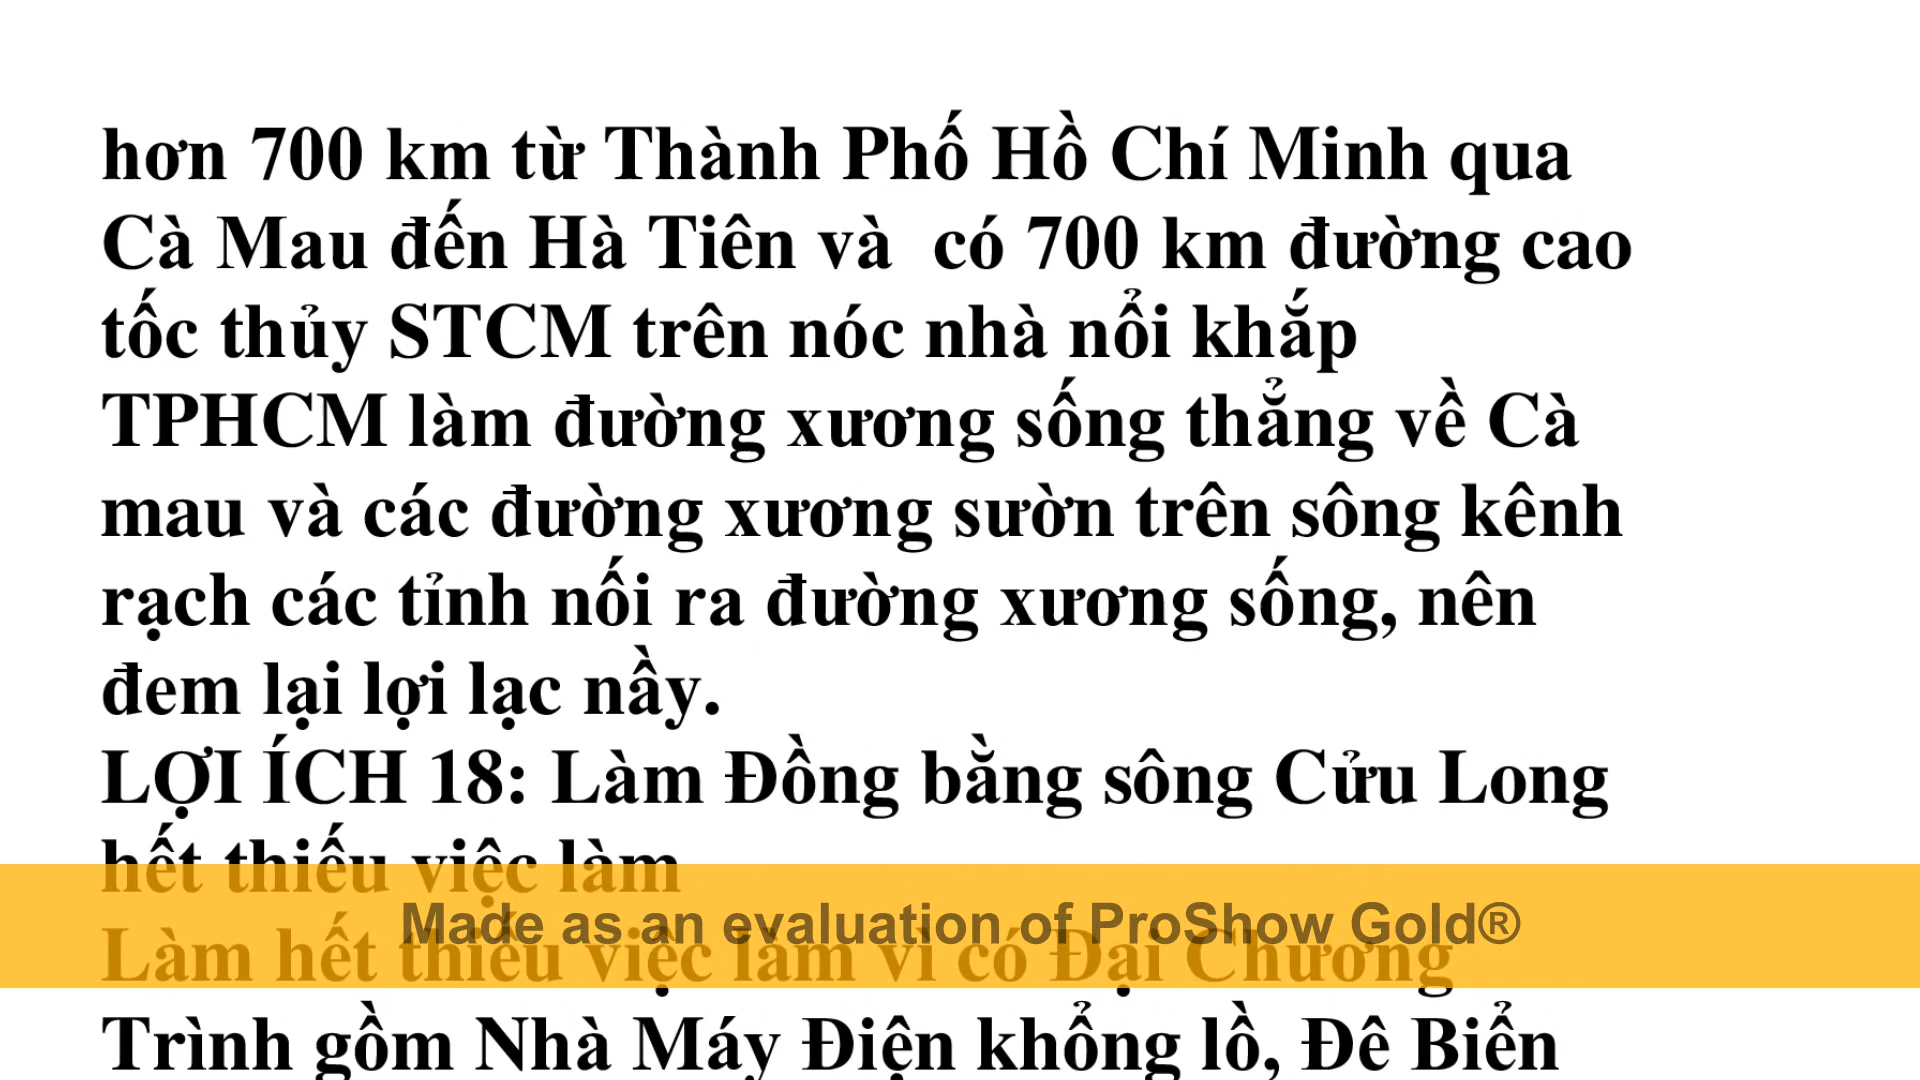 hơn 700 km từ Thành Phố Hồ Chí Minh qua
Cà Mau đến Hà Tiên và  có 700 km đường cao
tốc thủy STCM trên nóc nhà nổi khắp
TPHCM làm đường xương sống thẳng về Cà
mau và các đường xương sườn trên sông kênh
rạch các tỉnh nối ra đường xương sống, nên
đem lại lợi lạc nầy.
LỢI ÍCH 18: Làm Đồng bằng sông Cửu Long
hết thiếu việc làm
Made as an evaluation of ProShow Gold®
Làm hết thiếu việc làm vì có Đại Chương
Trình gồm Nhà Máy Điện khổng lồ, Đê Biển